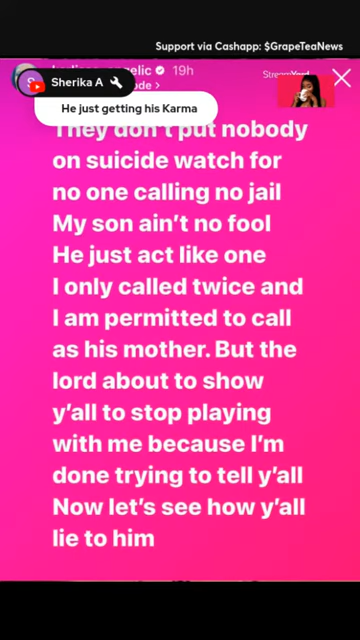 Support via Cashapp: $GrapeTeaNews
angelic 19h
S Sherika A
ode >
He just getting his Karma
They don't put nobody
on suicide watch for
no one calling no jail
My son ain't no fool
He just act like one
I only called twice and
I am permitted to call
as his mother. But the
lord about to show
y'all to stop playing
with me because I'm
done trying to tell y'all
Now let's see how y'all
lie to him